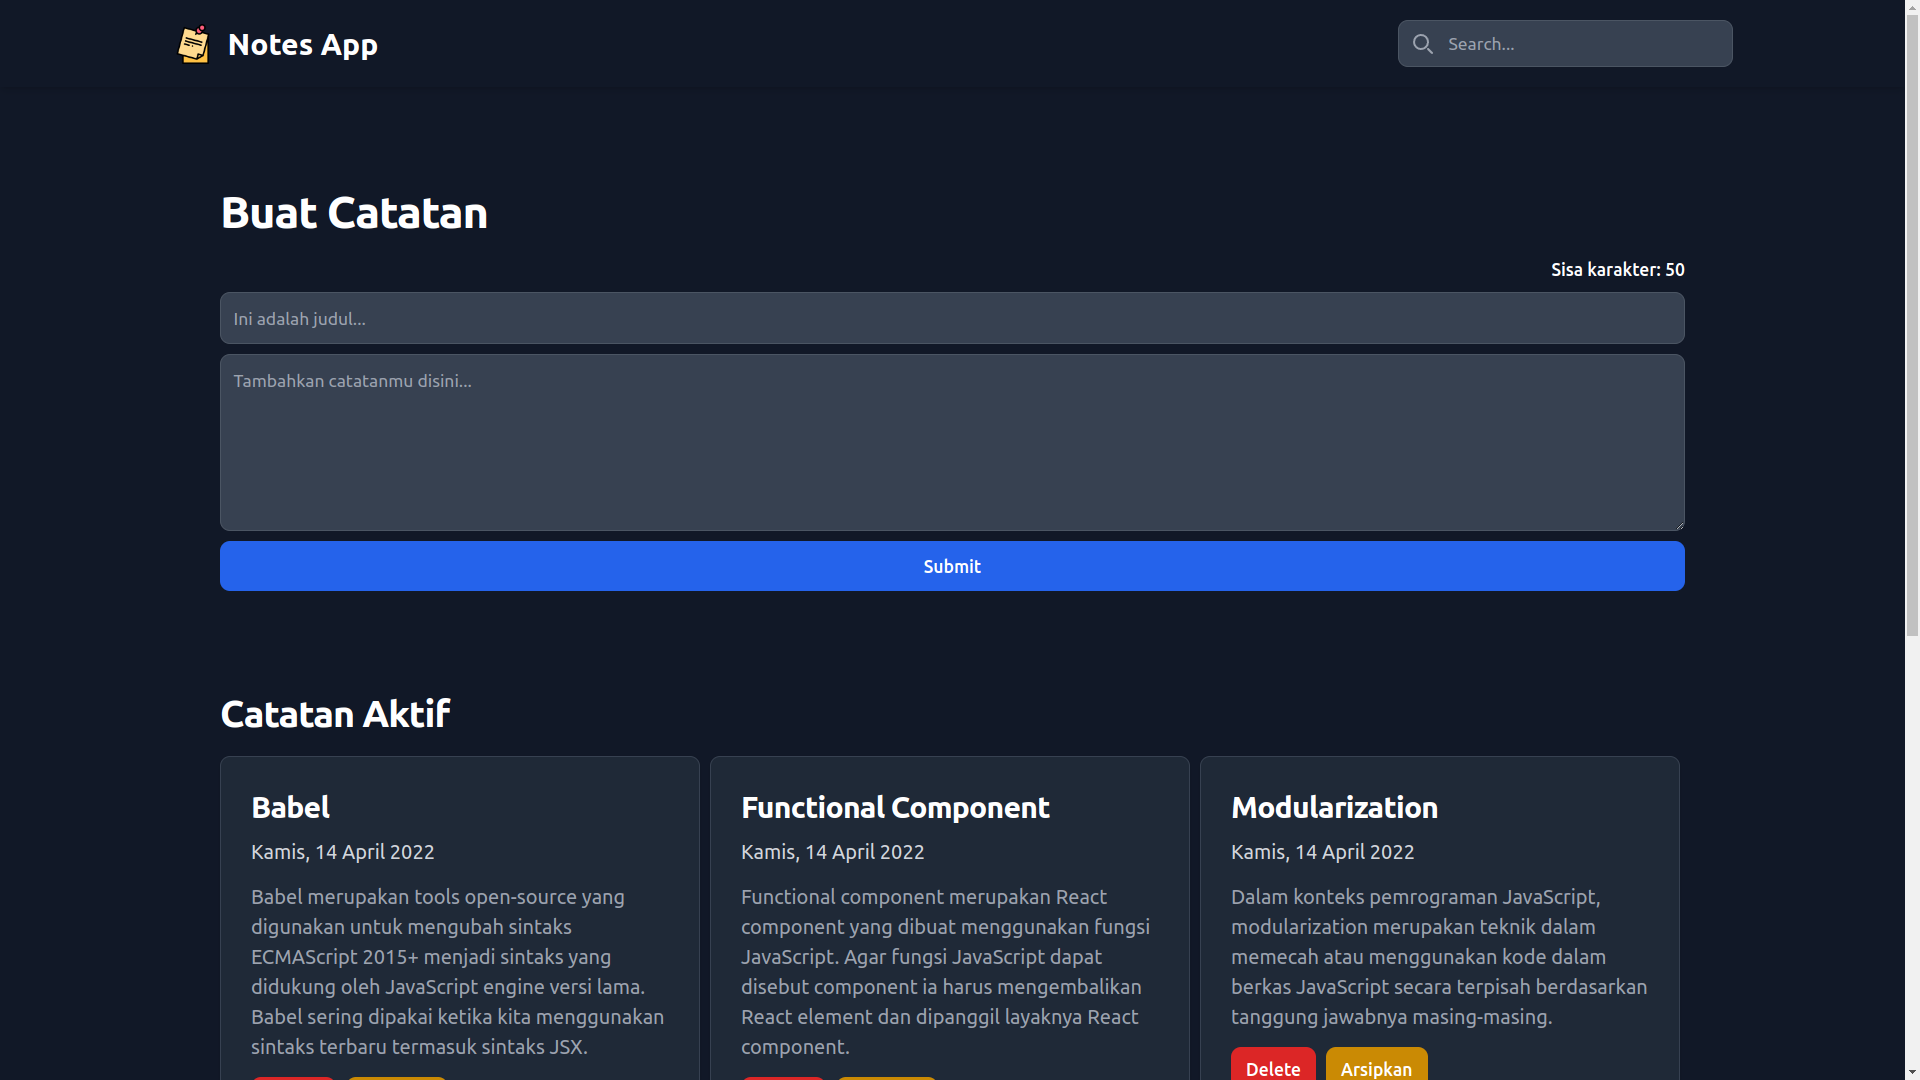 Notes App
Search...
Buat Catatan
Sisa karakter: 50
Ini adalah judul...
Tambahkan catatanmu disini...
Submit
Catatan Aktif
Babel
Kamis, 14 April 2022
Babel merupakan tools open-source yang
digunakan untuk mengubah sintaks
ECMAScript 2015+ menjadi sintaks yang
didukung oleh JavaScript engine versi lama.
Babel sering dipakai ketika kita menggunakan
sintaks terbaru termasuk sintaks JSX.
Functional Component
Kamis, 14 April 2022
Functional component merupakan React
component yang dibuat menggunakan fungsi
JavaScript. Agar fungsi JavaScript dapat
disebut component ia harus mengembalikan
React element dan dipanggil layaknya React
component.
Modularization
Kamis, 14 April 2022
Dalam konteks pemrograman JavaScript,
modularization merupakan teknik dalam
memecah atau menggunakan kode dalam
berkas JavaScript secara terpisah berdasarkan
tanggung jawabnya masing-masing.
Delete
Arsipkan